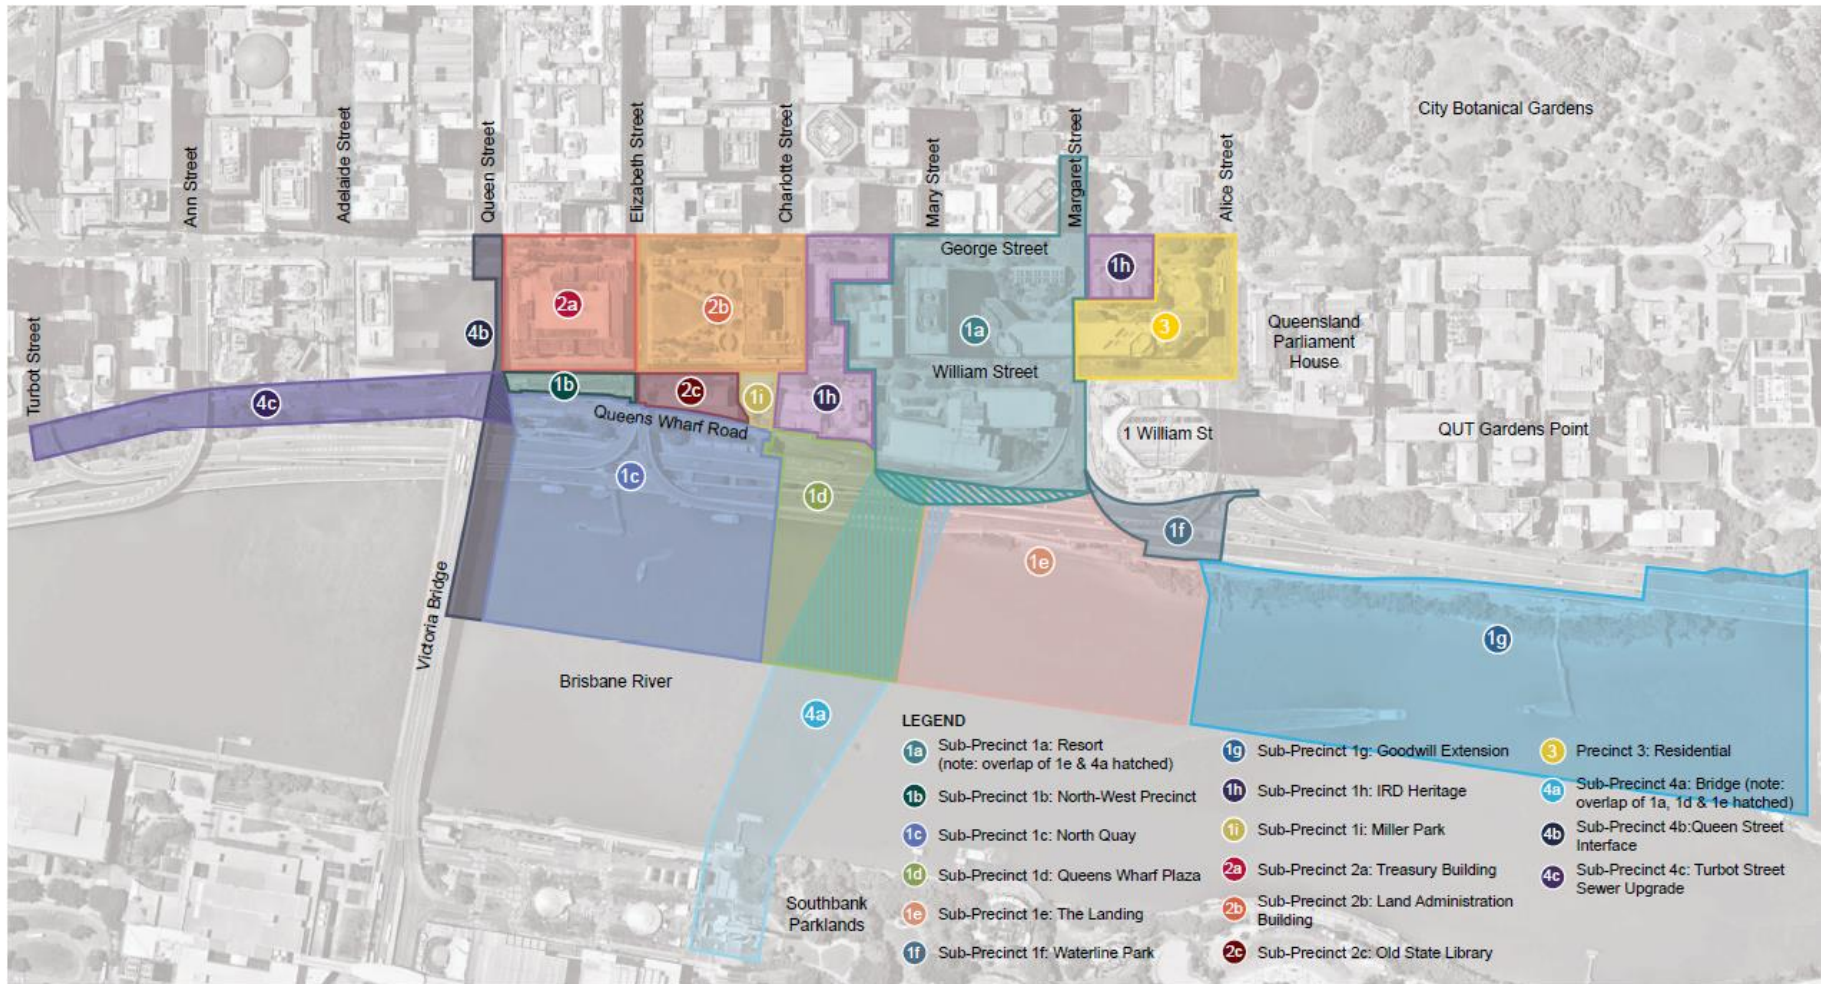 City Botanical Gardens
Turbot Street
Ann Street
Adelaide Street
Queen Street
Elizabeth Street
Charlotte Street
Mary Street
Margaret Street
Alice Street
George Street
1h
2a
2b
4b
1a
3
Queensland
Parliament
House
William Street
1b
2c
1i
1h
4c
Queens Wharf Road
1 William St
QUT Gardens Point
1c
1d
1f
1e
Victoria Bridge
1g
Brisbane River
4a
Southbank
Parklands
LEGEND
1a Sub-Precinct 1a: Resort
(note: overlap of 1e & 4a hatched)
1b Sub-Precinct 1b: North-West Precinct
1c Sub-Precinct 1c: North Quay
1d Sub-Precinct 1d: Queens Wharf Plaza
1e Sub-Precinct 1e: The Landing
1f Sub-Precinct 1f: Waterline Park
1g Sub-Precinct 1g: Goodwill Extension
1h Sub-Precinct 1h: IRD Heritage
1i Sub-Precinct 1i: Miller Park
2a Sub-Precinct 2a: Treasury Building
2b Sub-Precinct 2b: Land Administration
Building
2c Sub-Precinct 2c: Old State Library
3 Precinct 3: Residential
4a Sub-Precinct 4a: Bridge (note:
overlap of 1a, 1d & 1e hatched)
4b Sub-Precinct 4b:Queen Street
Interface
4c Sub-Precinct 4c: Turbot Street
Sewer Upgrade